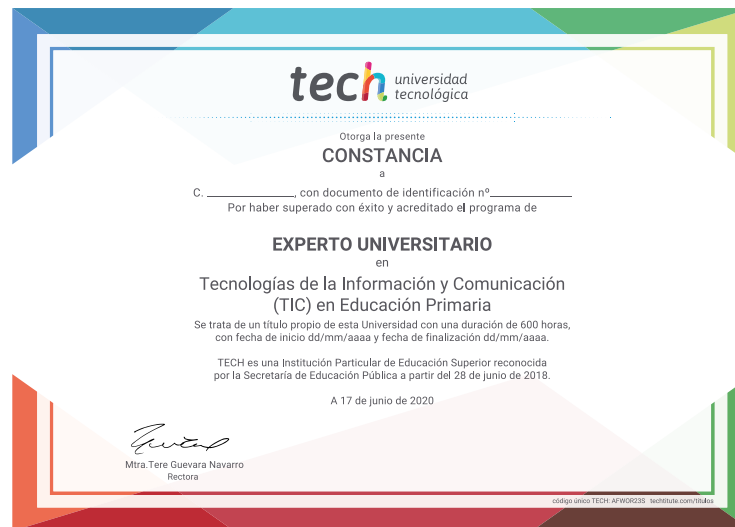 tech universidad
tecnológica
Otorga la presente
CONSTANCIA
a
C. ______________, con documento de identificación nº______________
Por haber superado con éxito y acreditado el programa de
EXPERTO UNIVERSITARIO
en
Tecnologías de la Información y Comunicación
(TIC) en Educación Primaria
Se trata de un título propio de esta Universidad con una duración de 600 horas,
con fecha de inicio dd/mm/aaaa y fecha de finalización dd/mm/aaaa.
TECH es una Institución Particular de Educación Superior reconocida
por la Secretaría de Educación Pública a partir del 28 de junio de 2018.
A 17 de junio de 2020
Mtra.Tere Guevara Navarro
Rectora
código único TECH: AFWOR23S techtitute.com/títulos